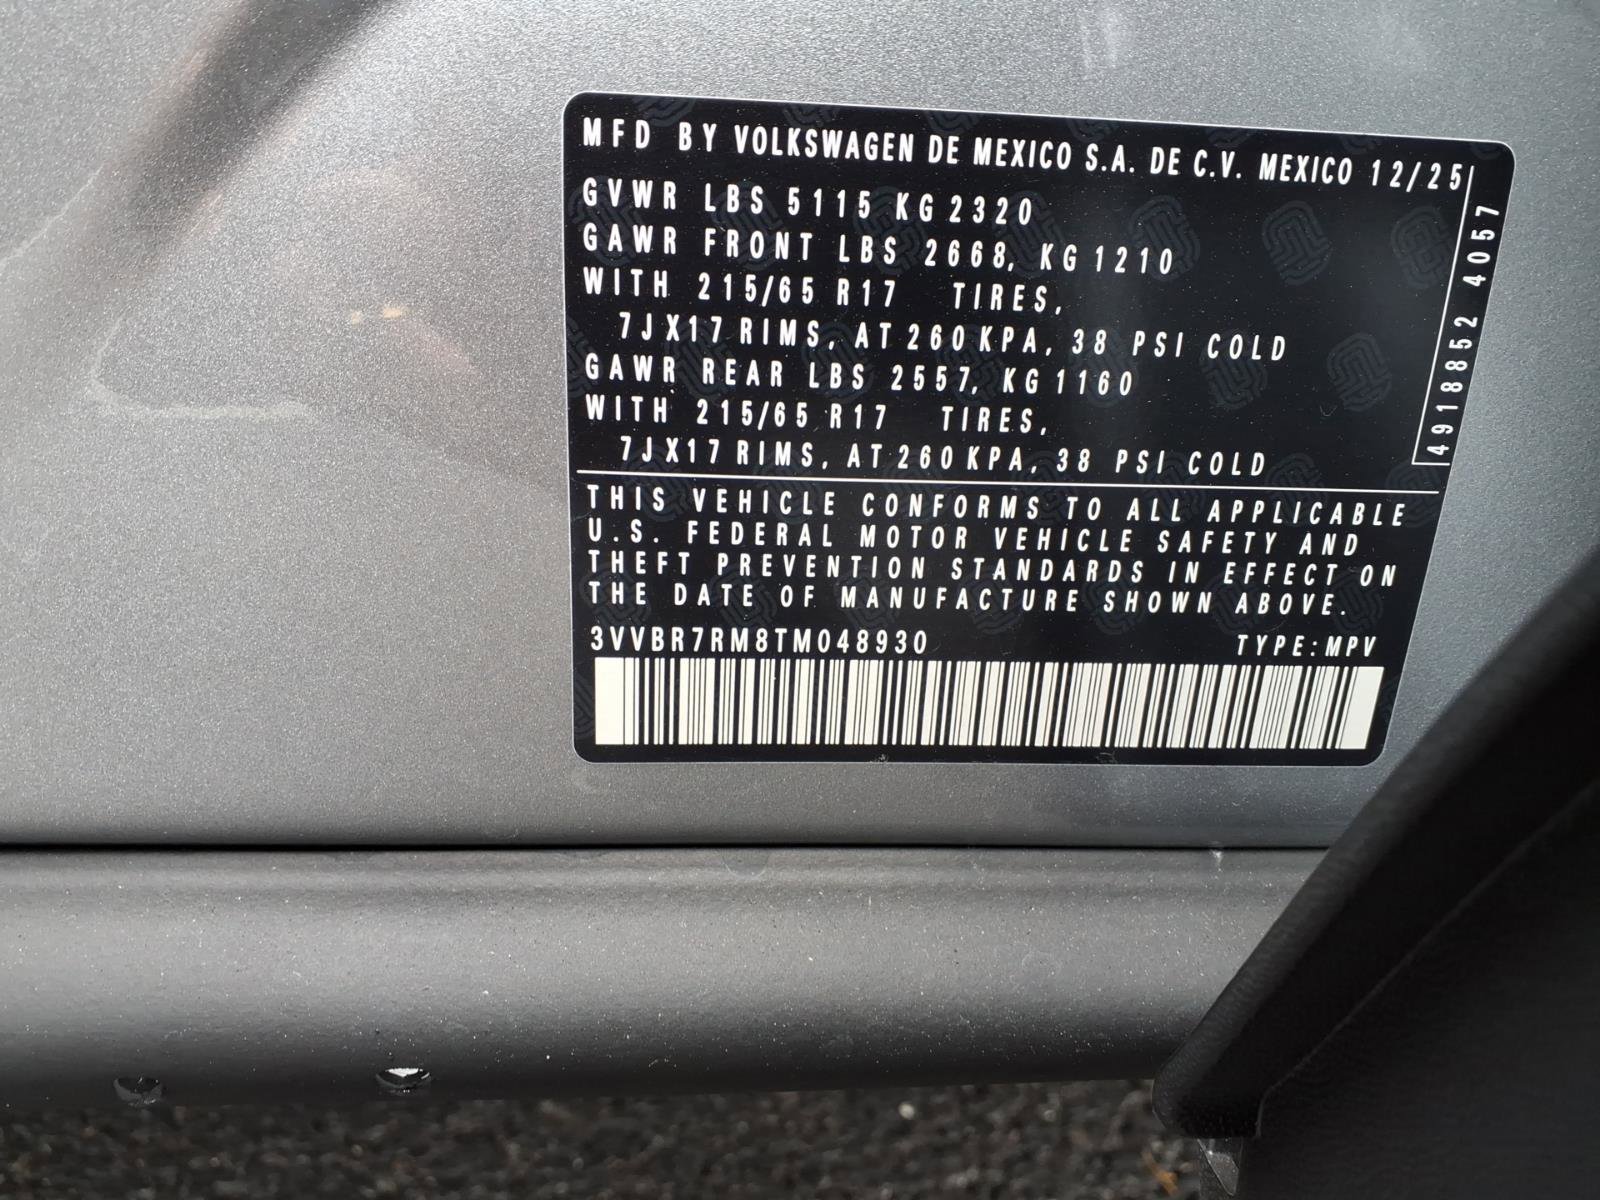 MFD BY VOLKSWAGEN DE MEXICO S.A. DE C.V. MEXICO 12/25
GVWR LBS 5115 KG 2320
GAWR FRONT LBS 2668, KG 1210
WITH 215/65 R17 TIRES,
7JX17 RIMS, AT 260 KPA, 38 PSI COLD
GAWR REAR LBS 2557, KG 1160
WITH 215/65 R17 TIRES,
7JX17 RIMS, AT 260 KPA, 38 PSI COLD
4918852 4057
THIS VEHICLE CONFORMS TO ALL APPLICABLE
U.S. FEDERAL MOTOR VEHICLE SAFETY AND
THEFT PREVENTION STANDARDS IN EFFECT ON
THE DATE OF MANUFACTURE SHOWN ABOVE.
3VVBR7RM8TM048930 TYPE: MPV